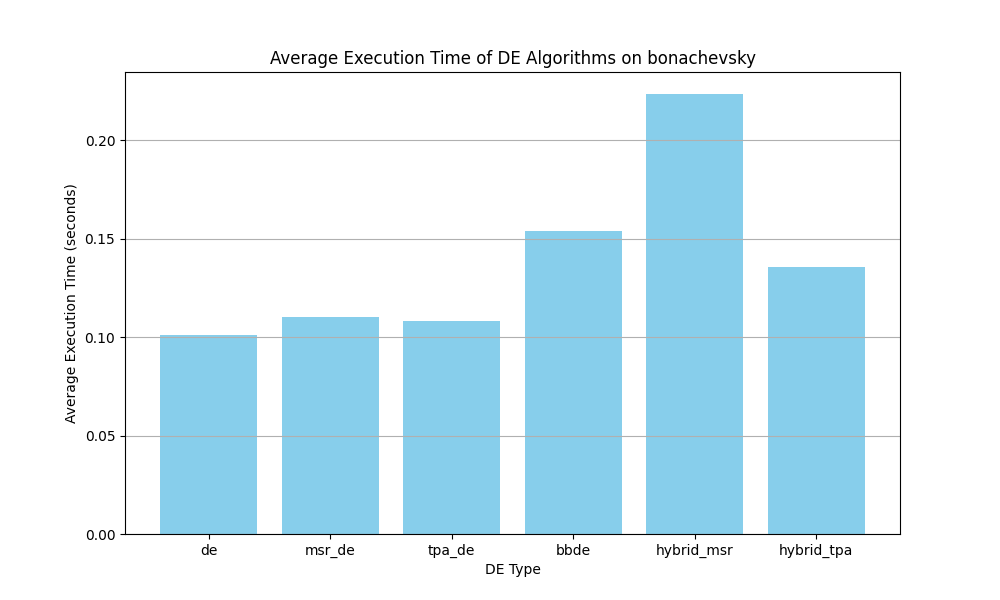 Average Execution Time of DE Algorithms on bonachevsky
Average Execution Time (seconds)
0.20
0.15
0.10
0.05
0.00
de msr_de tpa_de bbde hybrid_msr hybrid_tpa
DE Type